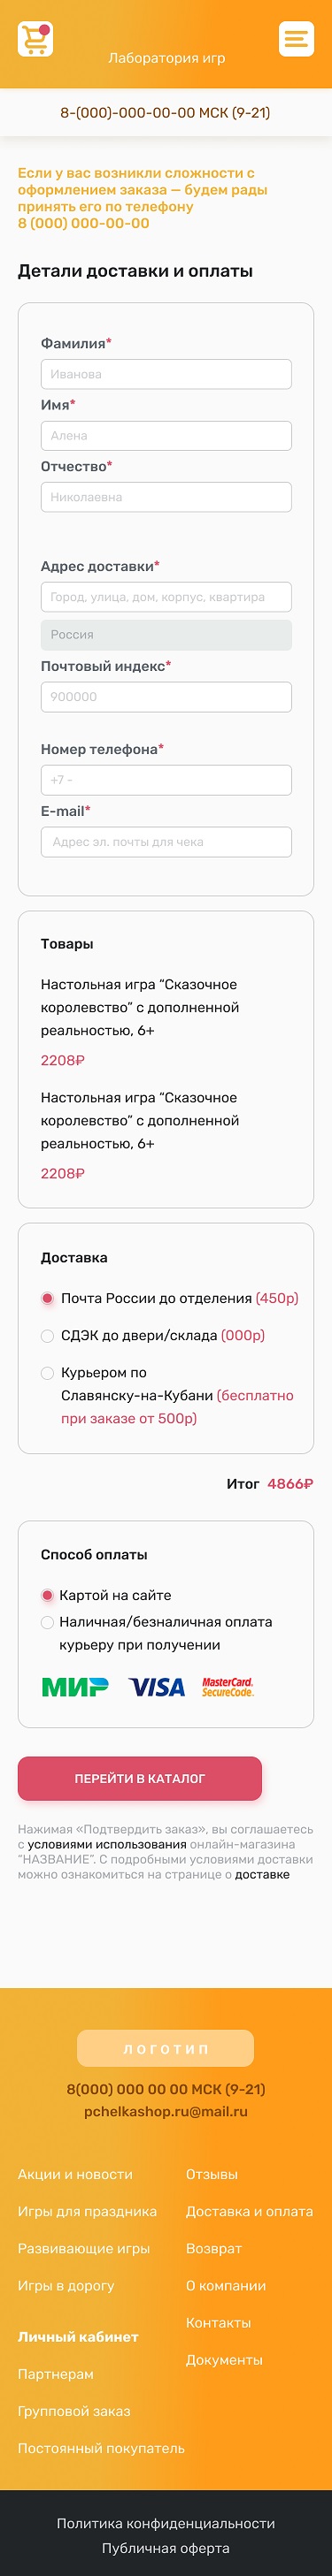 Лаборатория игр
8-(000)-000-00-00 МСК (9-21)
Если у вас возникли сложности с
оформлением заказа — будем рады
принять его по телефону
8 (000) 000-00-00
Детали доставки и оплаты
Фамилия*
Иванова
Имя*
Алена
Отчество*
Николаевна
Адрес доставки*
Город, улица, дом, корпус, квартира
Россия
Почтовый индекс*
900000
Номер телефона*
+7 -
E-mail*
Адрес эл. почты для чека
Товары
Настольная игра “Сказочное
королевство” с дополненной
реальностью, 6+
2208₽
Настольная игра “Сказочное
королевство” с дополненной
реальностью, 6+
2208₽
Доставка
Почта России до отделения (450р)
СДЭК до двери/склада (000р)
Курьером по
Славянску-на-Кубани (бесплатно
при заказе от 500р)
Итог 4866₽
Способ оплаты
Картой на сайте
Наличная/безналичная оплата
курьеру при получении
МИР VISA MasterCard.
SecureCode.
ПЕРЕЙТИ В КАТАЛОГ
Нажимая «Подтвердить заказ», вы соглашаетесь
с условиями использования онлайн-магазина
“НАЗВАНИЕ”. С подробными условиями доставки
можно ознакомиться на странице о доставке
ЛОГОТИП
8(000) 000 00 00 МСК (9-21)
pchelkashop.ru@mail.ru
Акции и новости
Игры для праздника
Развивающие игры
Игры в дорогу
Личный кабинет
Партнерам
Групповой заказ
Постоянный покупатель
Отзывы
Доставка и оплата
Возврат
О компании
Контакты
Документы
Политика конфиденциальности
Публичная оферта